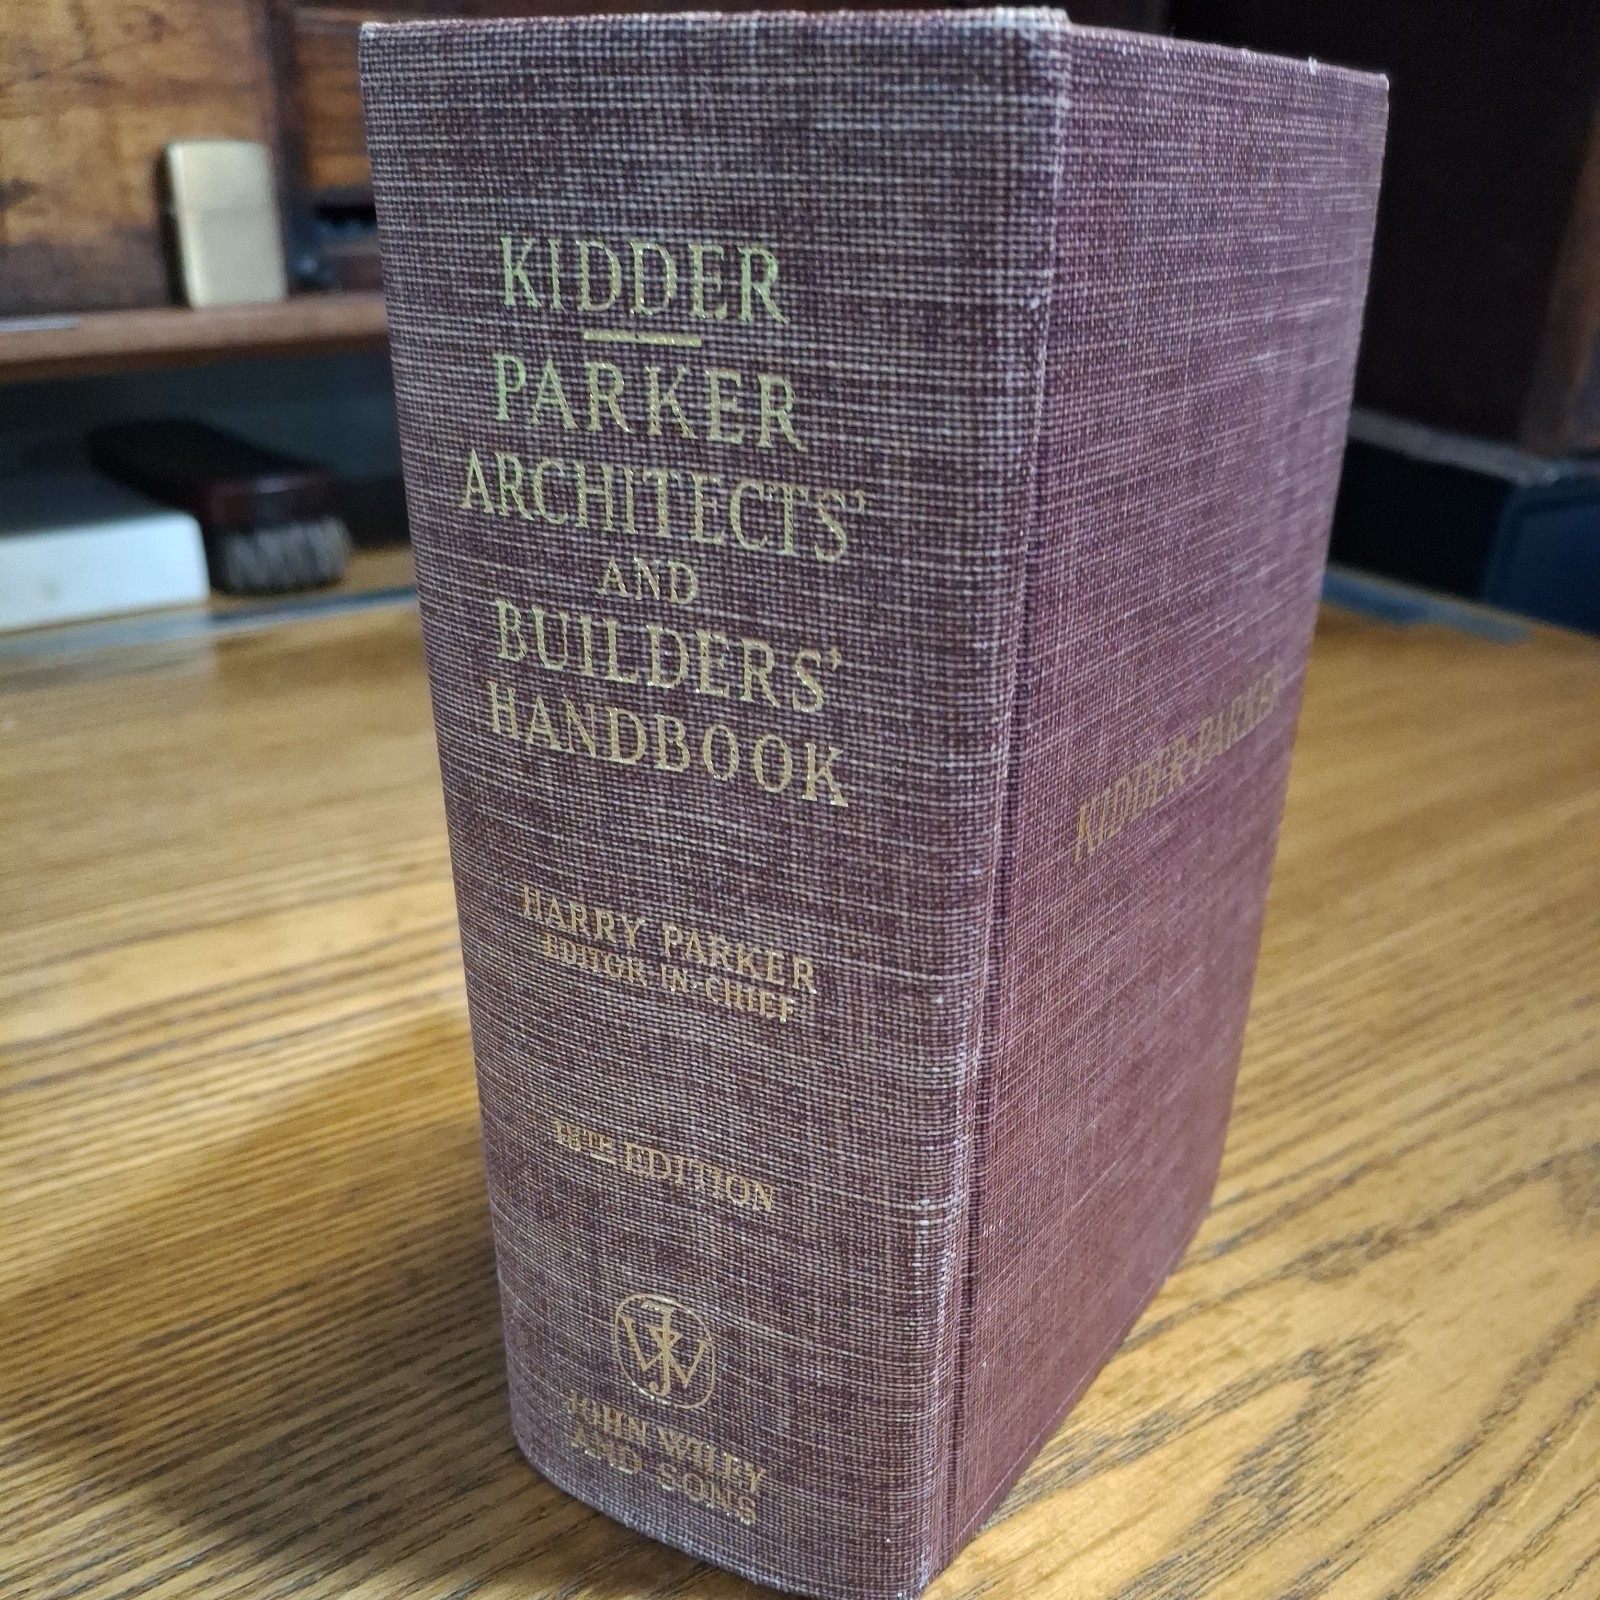 KIDDER
PARKER
ARCHITECTS'
AND
BUILDERS'
HANDBOOK
HARRY PARKER
EDITOR-IN-CHIEF
18TH EDITION
JW
JOHN WILEY
AND SONS
KIDDER-PARKER